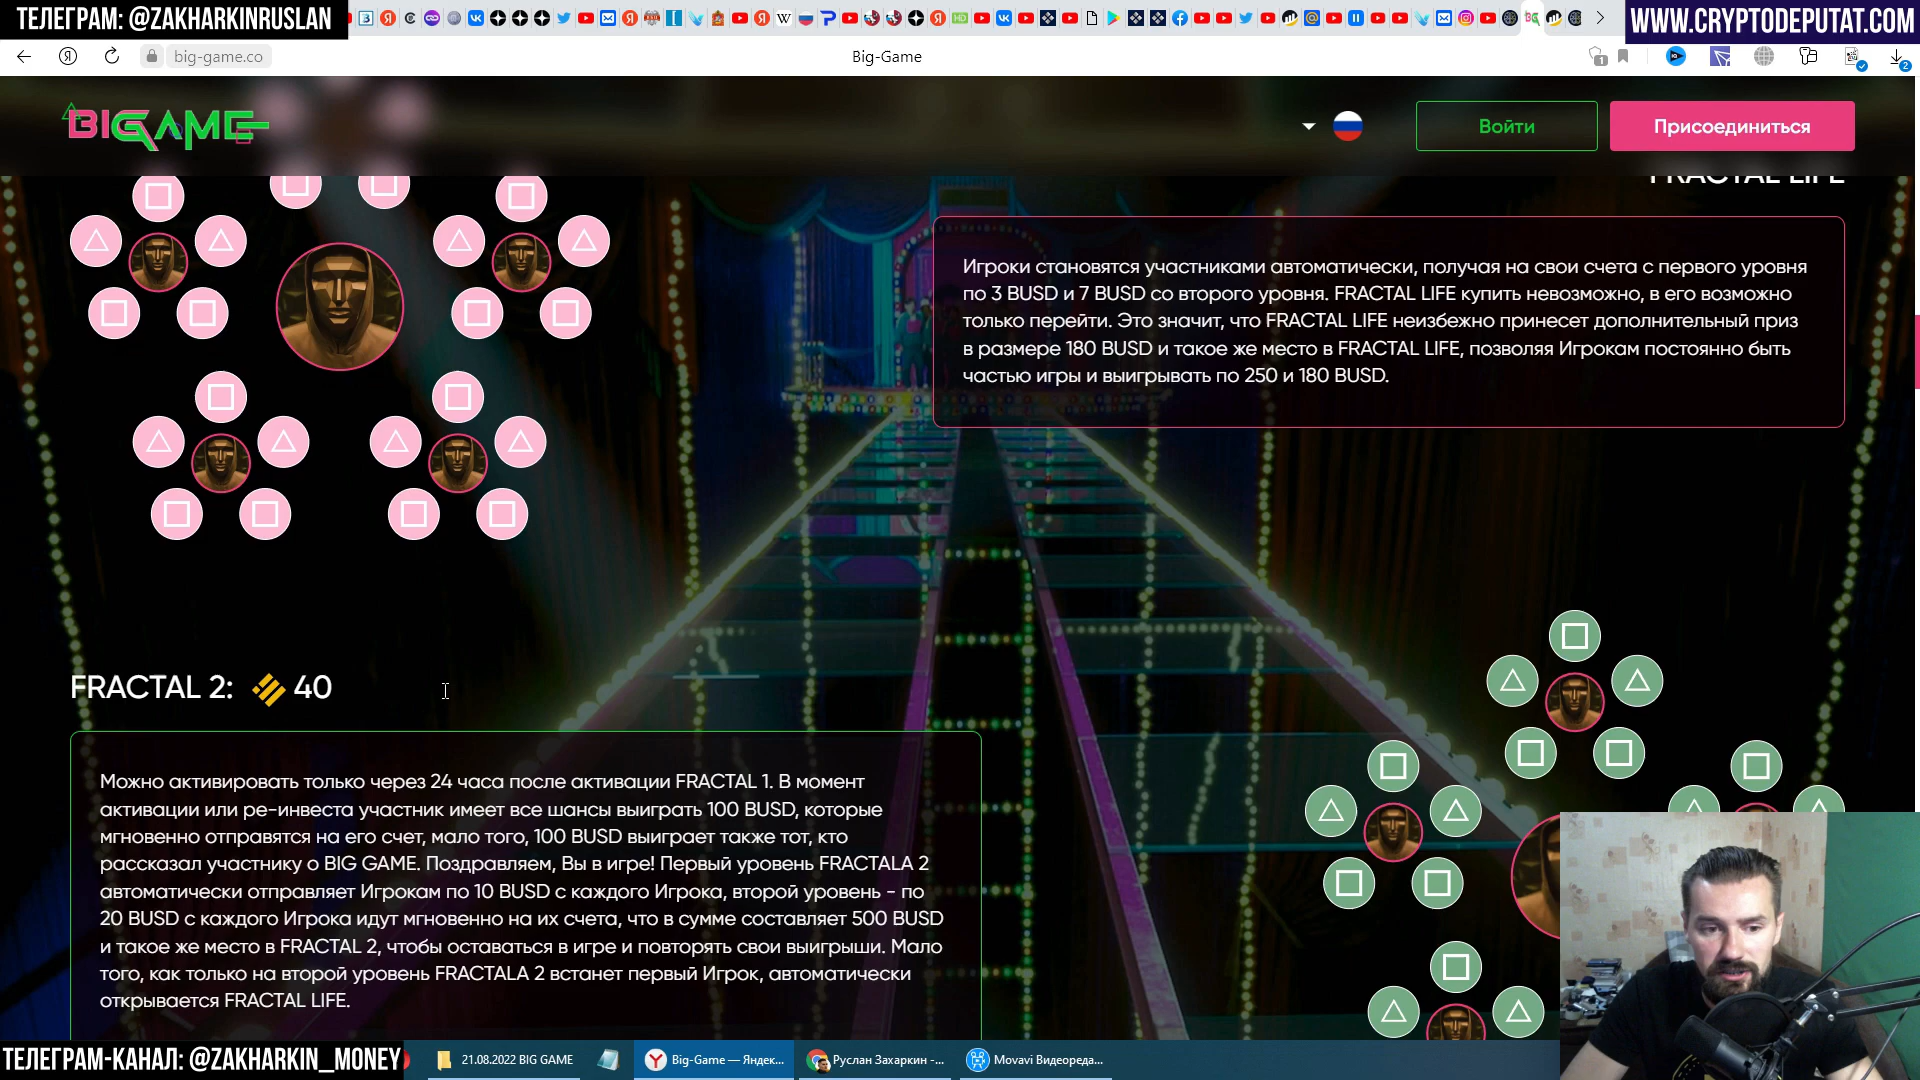 ТЕЛЕГРАМ: @ZAKHARKINRUSLAN
WWW.CRYPTODEPUTAT.COM
big-game.co
Big-Game
BIGAME
Войти
Присоединиться
FRACTAL LIFE
Игроки становятся участниками автоматически, получая на свои счета с первого уровня
по 3 BUSD и 7 BUSD со второго уровня. FRACTAL LIFE купить невозможно, в его возможно
только перейти. Это значит, что FRACTAL LIFE неизбежно принесет дополнительный приз
в размере 180 BUSD и такое же место в FRACTAL LIFE, позволяя Игрокам постоянно быть
частью игры и выигрывать по 250 и 180 BUSD.
FRACTAL 2: 40
Можно активировать только через 24 часа после активации FRACTAL 1. В момент
активации или ре-инвеста участник имеет все шансы выиграть 100 BUSD, которые
мгновенно отправятся на его счет, мало того, 100 BUSD выиграет также тот, кто
рассказал участнику о BIG GAME. Поздравляем, Вы в игре! Первый уровень FRACTALA 2
автоматически отправляет Игрокам по 10 BUSD с каждого Игрока, второй уровень - по
20 BUSD с каждого Игрока идут мгновенно на их счета, что в сумме составляет 500 BUSD
и такое же место в FRACTAL 2, чтобы оставаться в игре и повторять свои выигрыши. Мало
того, как только на второй уровень FRACTALA 2 встанет первый Игрок, автоматически
открывается FRACTAL LIFE.
ТЕЛЕГРАМ-КАНАЛ: @ZAKHARKIN_MONEY
21.08.2022 BIG GAME
Big-Game — Яндек...
Руслан Захаркин -...
Movavi Видеореда...